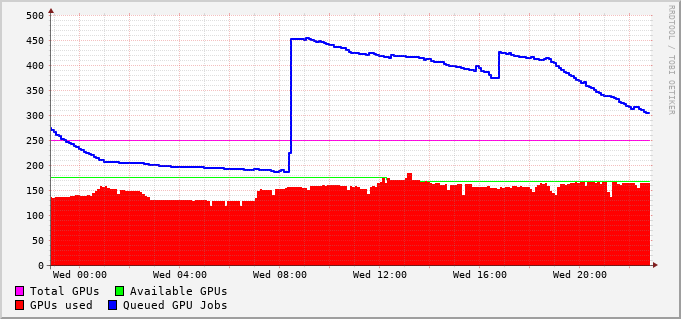 500
450
400
350
300
250
200
150
100
50
0
Wed 00:00 Wed 04:00 Wed 08:00 Wed 12:00 Wed 16:00 Wed 20:00
Total GPUs Available GPUs
GPUs used Queued GPU Jobs
RRDTOOL / TOBI OETIKER